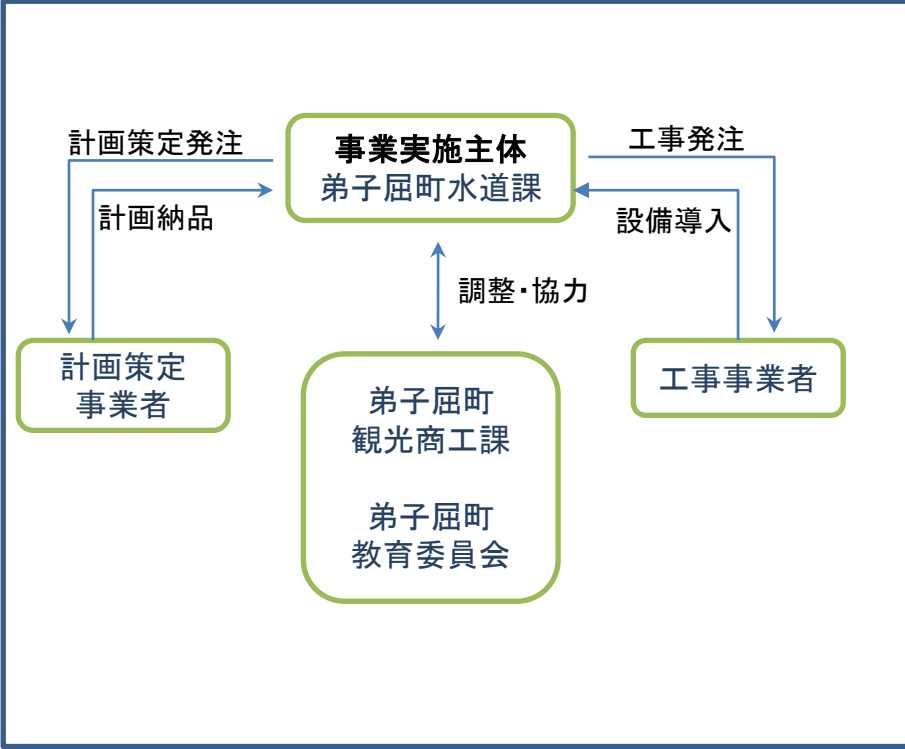 計画策定発注
事業実施主体
弟子屈町水道課
工事発注
計画納品
設備導入
調整・協力
計画策定
事業者
弟子屈町
観光商工課
弟子屈町
教育委員会
工事事業者